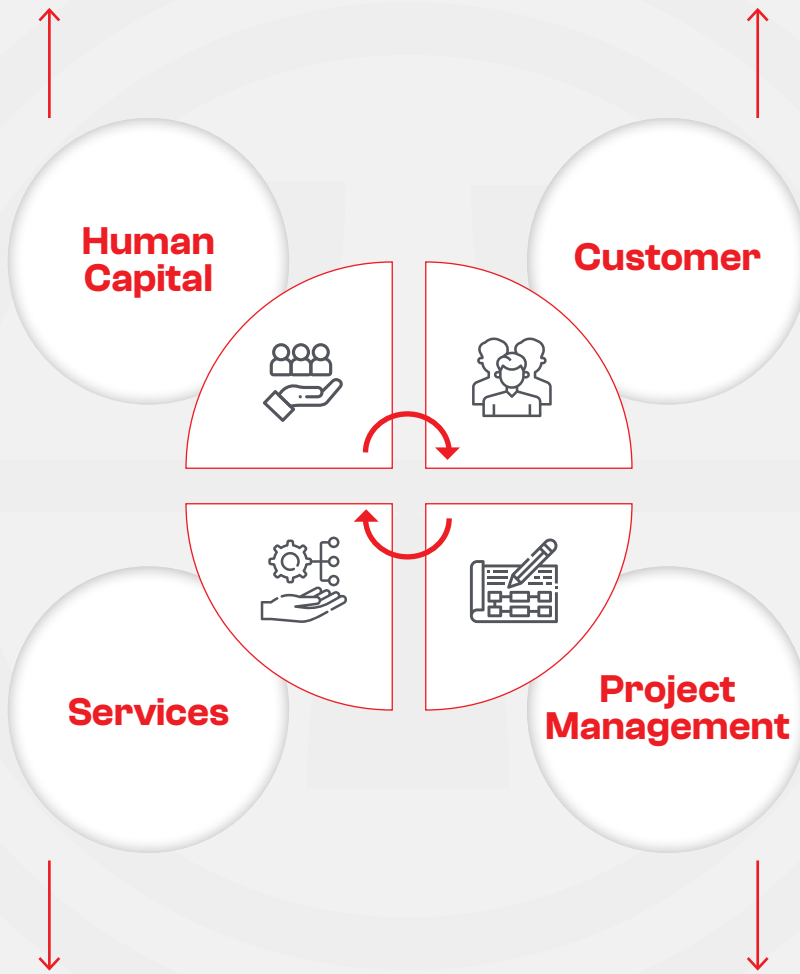 Human
Capital
Customer
Services
Project
Management